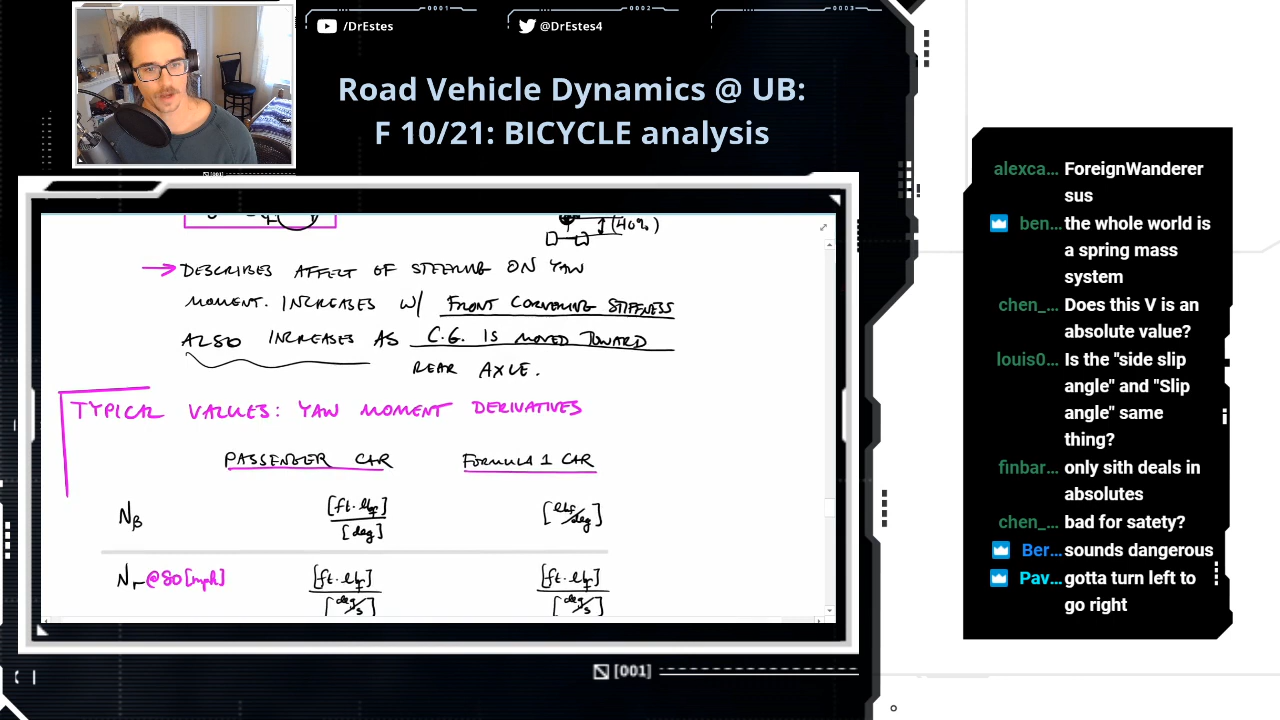 0001
0002
0003
/DrEstes
@DrEstes4
Road Vehicle Dynamics @ UB:
F 10/21: BICYCLE analysis
[001]
(40%)
→ DESCRIBES AFFECT OF STEERING ON YAW
MOMENT. INCREASES W/ FRONT CORNERING STIFFNESS
ALSO INCREASES AS C.G. IS MOVED TOWARD
REAR AXLE.
TYPICAL VALUES: YAW MOMENT DERIVATIVES
PASSENGER CAR FORMULA 1 CAR
Nβ [ft·lbf]/[deg] [lbf/deg]
Nr @80[mph] [ft·lbf]/[deg/s] [ft·lbf]/[deg/s]
[001]
alexca... ForeignWanderer
sus
ben... the whole world is
a spring mass
system
chen_... Does this V is an
absolute value?
louis0... Is the "side slip
angle" and "Slip
angle" same
thing?
finbar... only sith deals in
absolutes
chen_... bad for satety?
Ber... sounds dangerous
Pav... gotta turn left to
go right